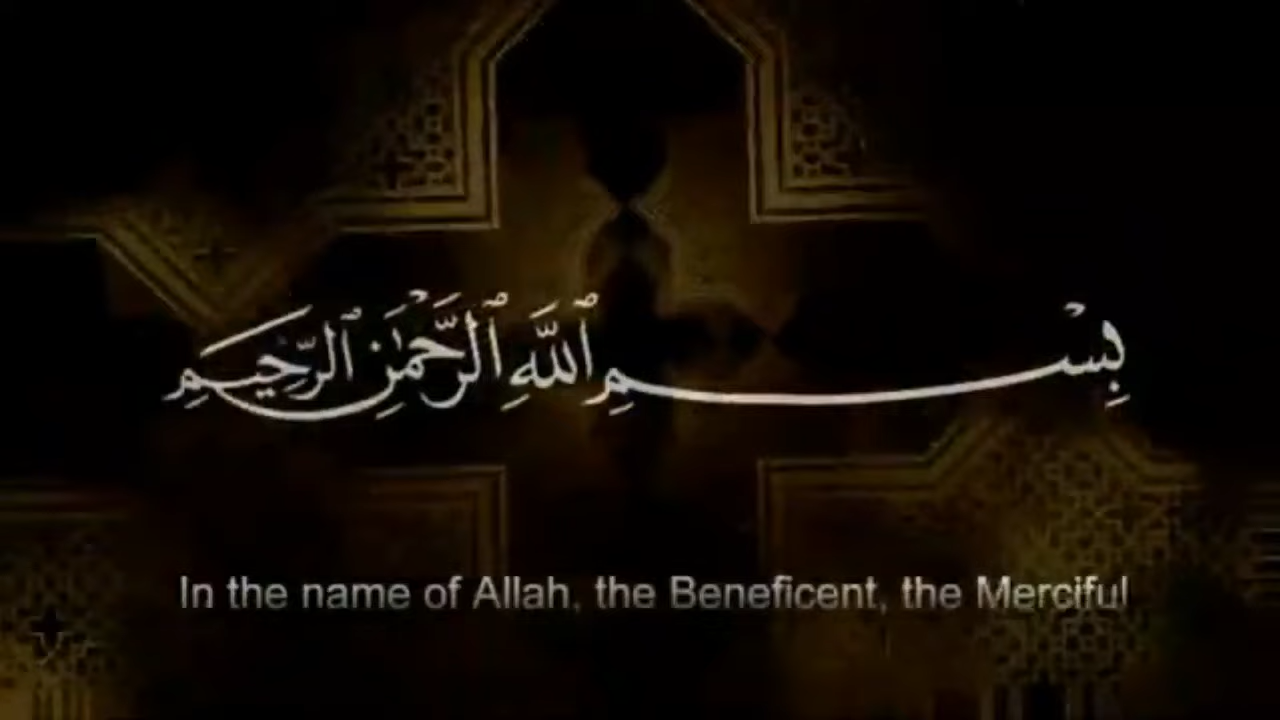 بِسْمِ ٱللَّهِ ٱلرَّحْمَٰنِ ٱلرَّحِيمِ
In the name of Allah, the Beneficent, the Merciful